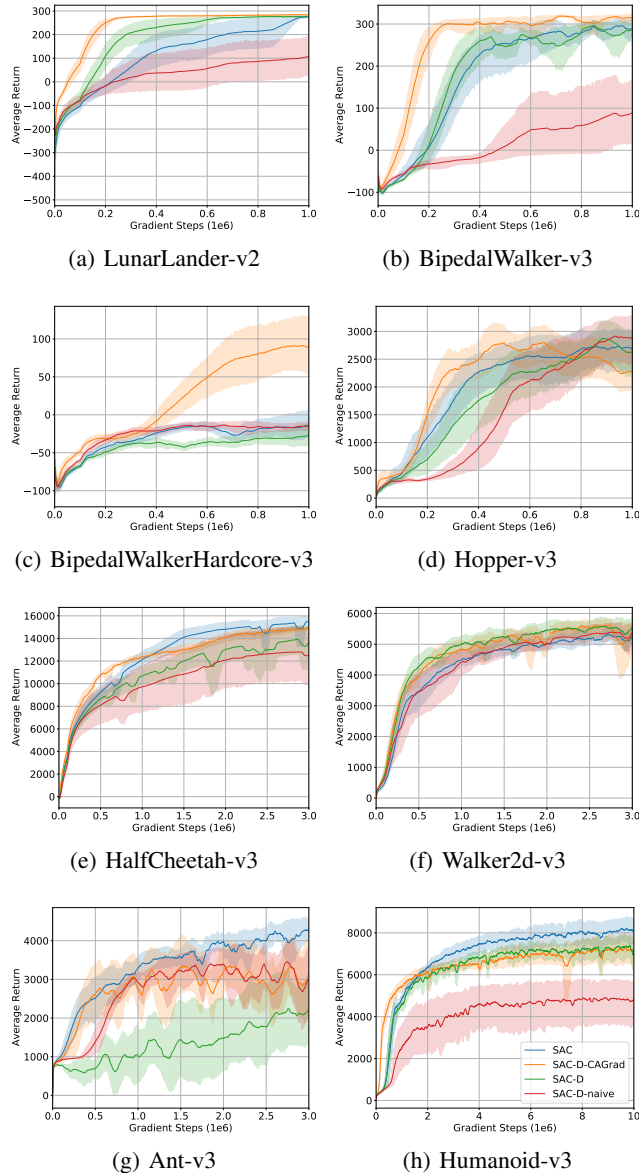 300
200
100
0
−100
−200
−300
−400
−500
Average Return
0.0 0.2 0.4 0.6 0.8 1.0
Gradient Steps (1e6)
(a) LunarLander-v2
300
200
100
0
−100
Average Return
0.0 0.2 0.4 0.6 0.8 1.0
Gradient Steps (1e6)
(b) BipedalWalker-v3
100
50
0
−50
−100
Average Return
0.0 0.2 0.4 0.6 0.8 1.0
Gradient Steps (1e6)
(c) BipedalWalkerHardcore-v3
3000
2500
2000
1500
1000
500
0
Average Return
0.0 0.2 0.4 0.6 0.8 1.0
Gradient Steps (1e6)
(d) Hopper-v3
16000
14000
12000
10000
8000
6000
4000
2000
0
Average Return
0.0 0.5 1.0 1.5 2.0 2.5 3.0
Gradient Steps (1e6)
(e) HalfCheetah-v3
6000
5000
4000
3000
2000
1000
0
Average Return
0.0 0.5 1.0 1.5 2.0 2.5 3.0
Gradient Steps (1e6)
(f) Walker2d-v3
4000
3000
2000
1000
0
Average Return
0.0 0.5 1.0 1.5 2.0 2.5 3.0
Gradient Steps (1e6)
(g) Ant-v3
8000
6000
4000
2000
0
Average Return
SAC
SAC-D-CAGrad
SAC-D
SAC-D-naive
0 2 4 6 8 10
Gradient Steps (1e6)
(h) Humanoid-v3